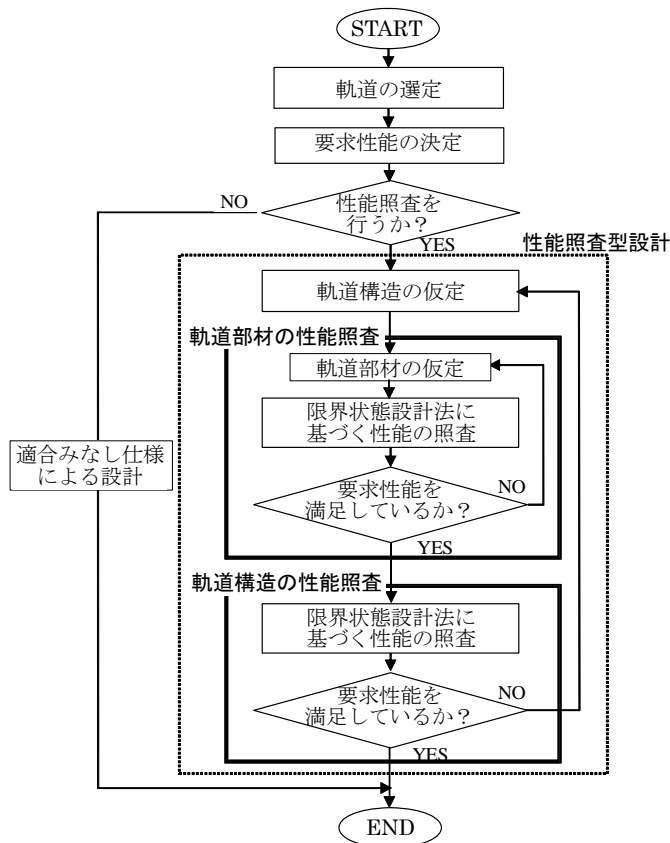 START
軌道の選定
要求性能の決定
性能照査を
行うか?
NO
YES
性能照査型設計
軌道構造の仮定
軌道部材の性能照査
軌道部材の仮定
限界状態設計法に
基づく性能の照査
適合みなし仕様
による設計
要求性能を
満足しているか?
NO
YES
軌道構造の性能照査
限界状態設計法に
基づく性能の照査
要求性能を
満足しているか?
NO
YES
END